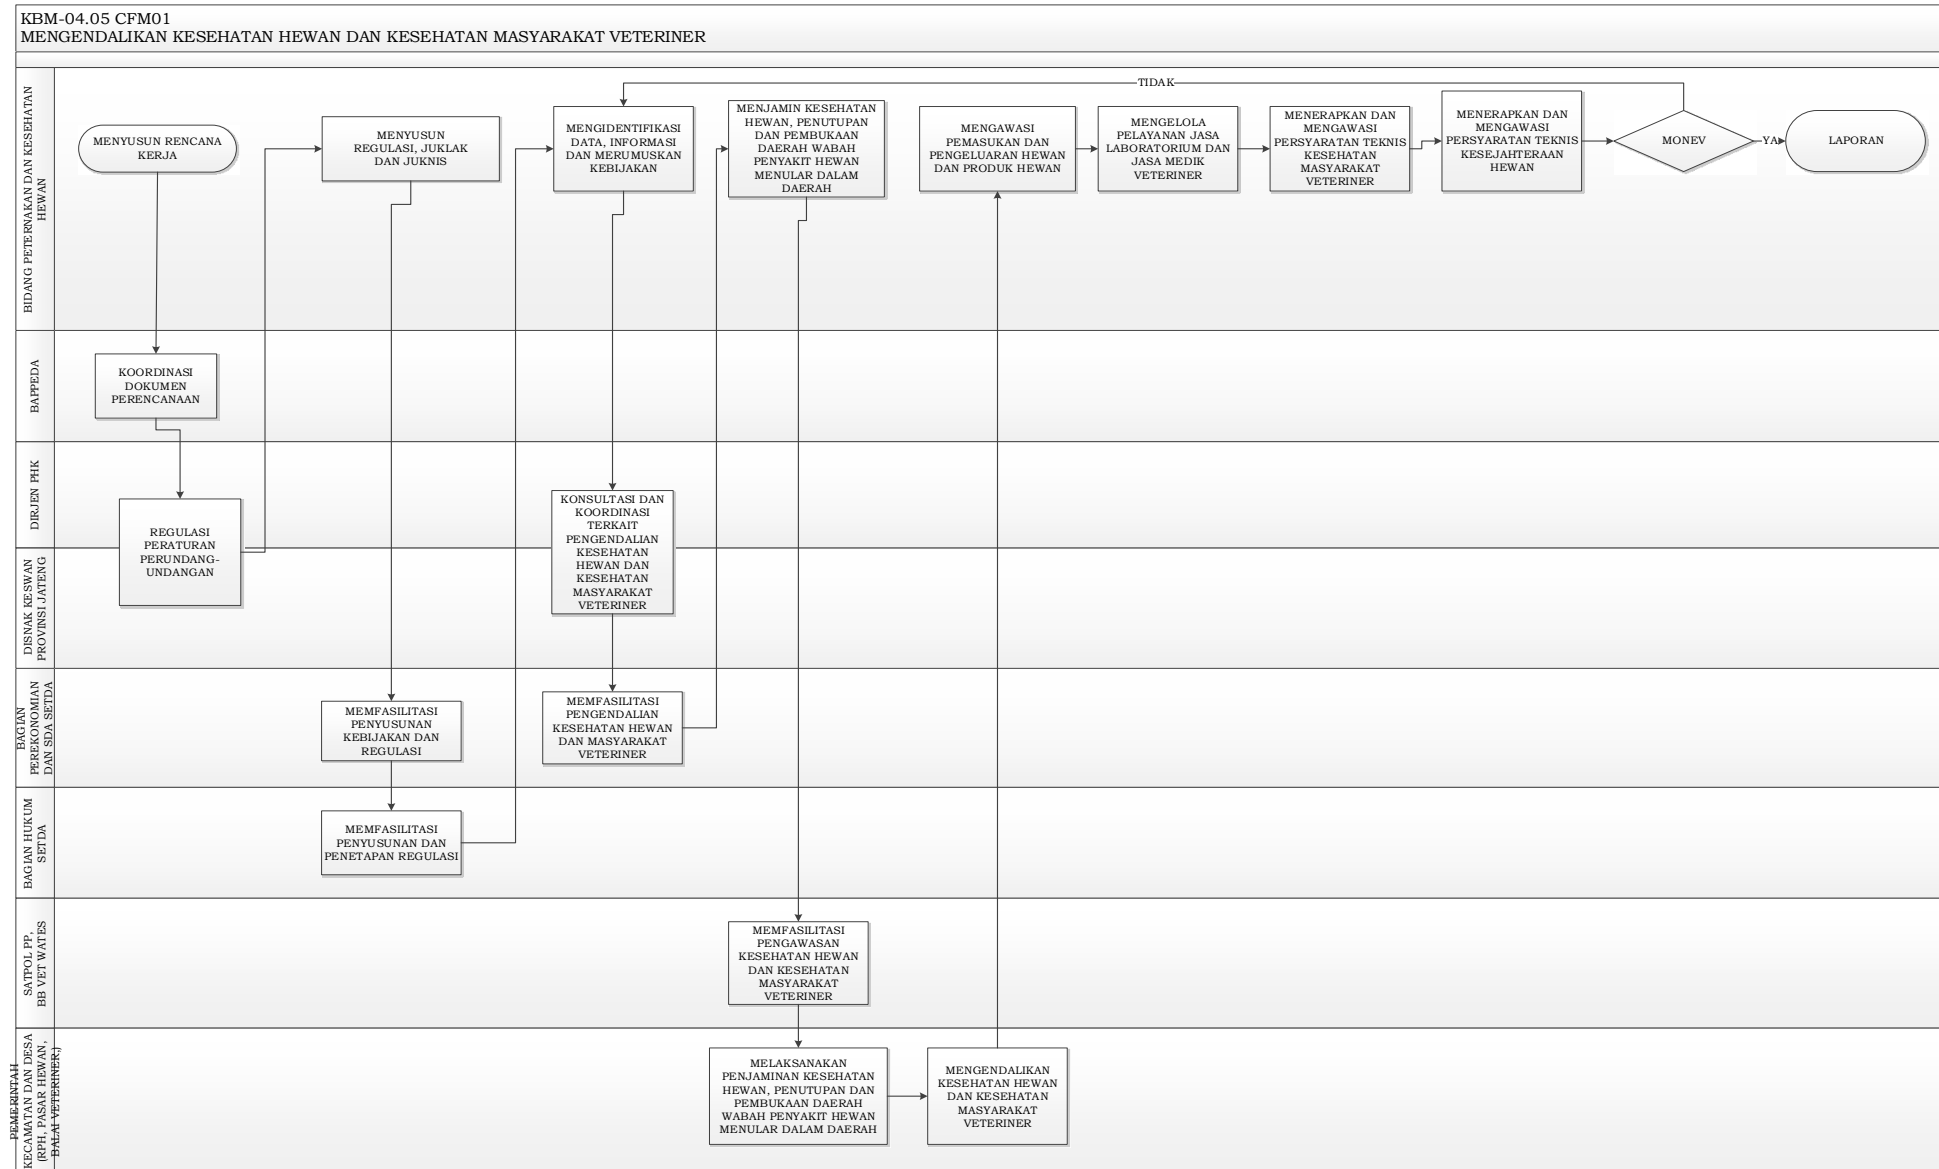 KBM-04.05 CFM01
MENGENDALIKAN KESEHATAN HEWAN DAN KESEHATAN MASYARAKAT VETERINER
BIDANG PETERNAKAN DAN KESEHATAN
HEWAN
MENYUSUN RENCANA
KERJA
MENYUSUN
REGULASI, JUKLAK
DAN JUKNIS
MENGIDENTIFIKASI
DATA, INFORMASI
DAN MERUMUSKAN
KEBIJAKAN
MENJAMIN KESEHATAN
HEWAN, PENUTUPAN
DAN PEMBUKAAN
DAERAH WABAH
PENYAKIT HEWAN
MENULAR DALAM
DAERAH
MENGAWASI
PEMASUKAN DAN
PENGELUARAN HEWAN
DAN PRODUK HEWAN
MENGELOLA
PELAYANAN JASA
LABORATORIUM DAN
JASA MEDIK
VETERINER
MENERAPKAN DAN
MENGAWASI
PERSYARATAN TEKNIS
KESEHATAN
MASYARAKAT
VETERINER
MENERAPKAN DAN
MENGAWASI
PERSYARATAN TEKNIS
KESEJAHTERAAN
HEWAN
TIDAK
MONEV
YA
LAPORAN
BAPPEDA
KOORDINASI
DOKUMEN
PERENCANAAN
DIRJEN PHK
REGULASI
PERATURAN
PERUNDANG-
UNDANGAN
KONSULTASI DAN
KOORDINASI
TERKAIT
PENGENDALIAN
KESEHATAN
HEWAN DAN
KESEHATAN
MASYARAKAT
VETERINER
DISNAK KESWAN
PROVINSI JATENG
BAGIAN
PEREKONOMIAN
DAN SDA SETDA
MEMFASILITASI
PENYUSUNAN
KEBIJAKAN DAN
REGULASI
MEMFASILITASI
PENGENDALIAN
KESEHATAN HEWAN
DAN MASYARAKAT
VETERINER
BAGIAN HUKUM
SETDA
MEMFASILITASI
PENYUSUNAN DAN
PENETAPAN REGULASI
SATPOL PP,
BB VET WATES
MEMFASILITASI
PENGAWASAN
KESEHATAN HEWAN
DAN KESEHATAN
MASYARAKAT
VETERINER
PEMERINTAH
KECAMATAN DAN DESA
(RPH, PASAR HEWAN,
BALAI VETERINER,)
MELAKSANAKAN
PENJAMINAN KESEHATAN
HEWAN, PENUTUPAN DAN
PEMBUKAAN DAERAH
WABAH PENYAKIT HEWAN
MENULAR DALAM DAERAH
MENGENDALIKAN
KESEHATAN HEWAN
DAN KESEHATAN
MASYARAKAT
VETERINER